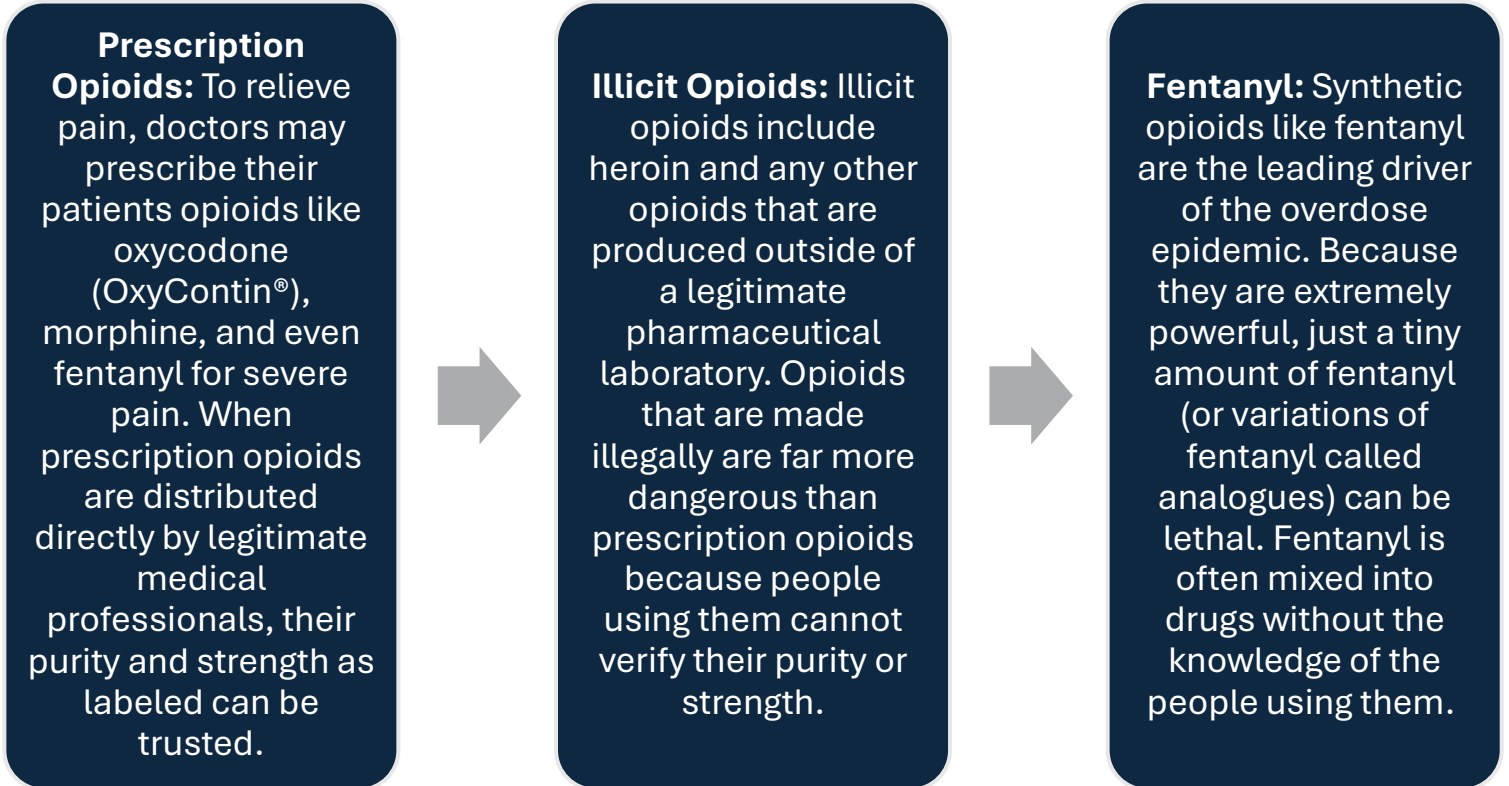 Prescription
Opioids: To relieve
pain, doctors may
prescribe their
patients opioids like
oxycodone
(OxyContin®),
morphine, and even
fentanyl for severe
pain. When
prescription opioids
are distributed
directly by legitimate
medical
professionals, their
purity and strength as
labeled can be
trusted.
Illicit Opioids: Illicit
opioids include
heroin and any other
opioids that are
produced outside of
a legitimate
pharmaceutical
laboratory. Opioids
that are made
illegally are far more
dangerous than
prescription opioids
because people
using them cannot
verify their purity or
strength.
Fentanyl: Synthetic
opioids like fentanyl
are the leading driver
of the overdose
epidemic. Because
they are extremely
powerful, just a tiny
amount of fentanyl
(or variations of
fentanyl called
analogues) can be
lethal. Fentanyl is
often mixed into
drugs without the
knowledge of the
people using them.